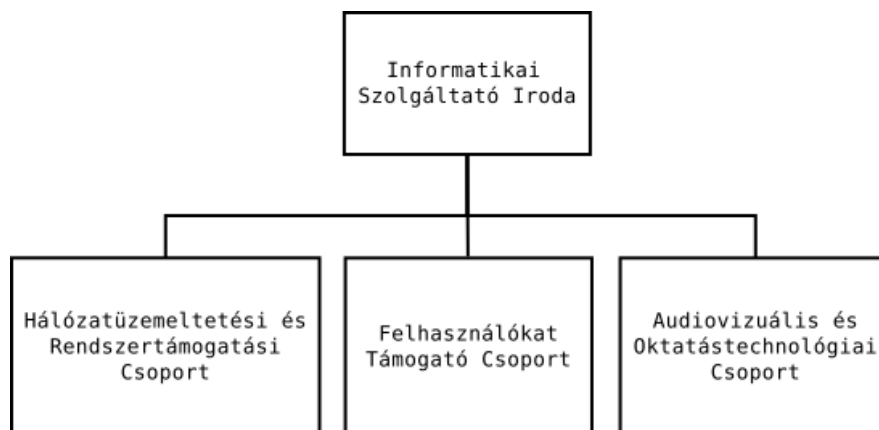 Informatikai
Szolgáltató Iroda
Hálózatüzemeltetési és
Rendszertámogatási
Csoport
Felhasználókat
Támogató Csoport
Audiovizuális és
Oktatástechnológiai
Csoport